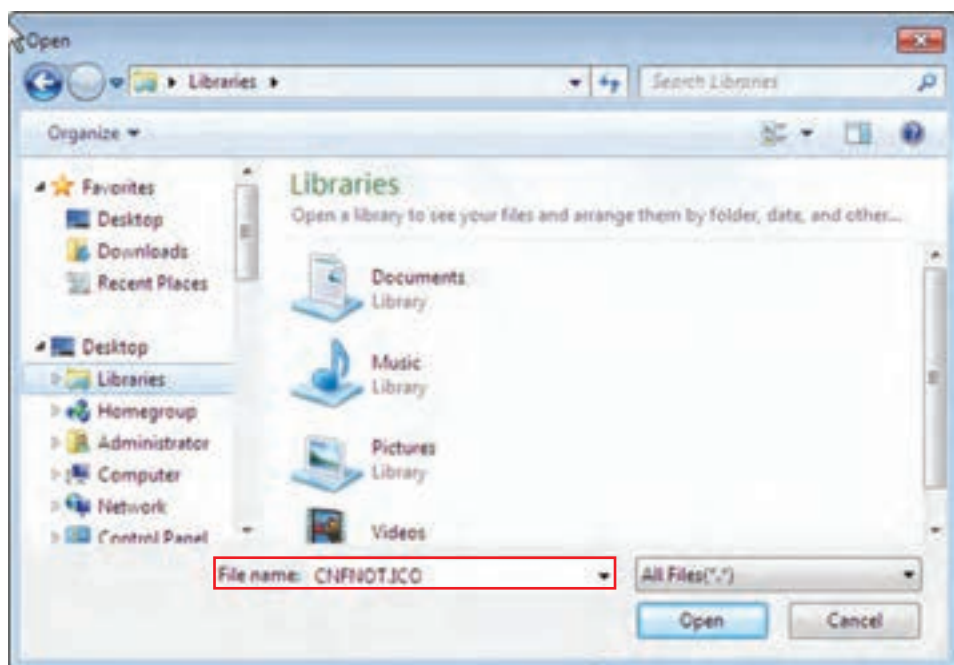 Open
Libraries
Search Libraries
Organize
Favorites
Desktop
Downloads
Recent Places
Desktop
Libraries
Homegroup
Administrator
Computer
Network
Control Panel
Libraries
Open a library to see your files and arrange them by folder, date, and other...
Documents
Library
Music
Library
Pictures
Library
Videos
File name: CNFNOT.ICO
All Files(*.*)
Open Cancel